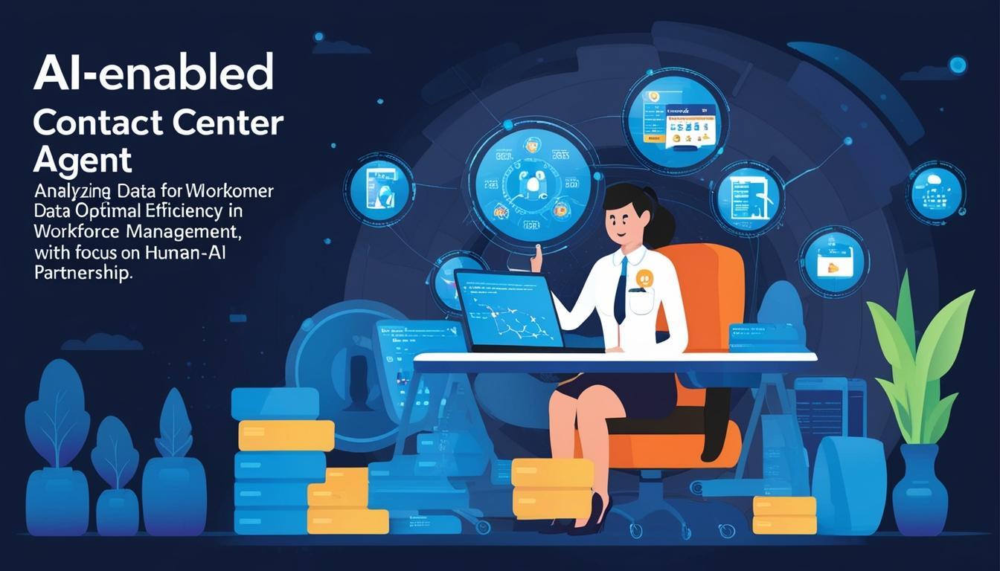 AI-enabled
Contact Center
Agent
Analyzing Data for Workomer
Data Optimal Efficiency in
Workforce Management,
with focus on Hunan-AI
Partnership.